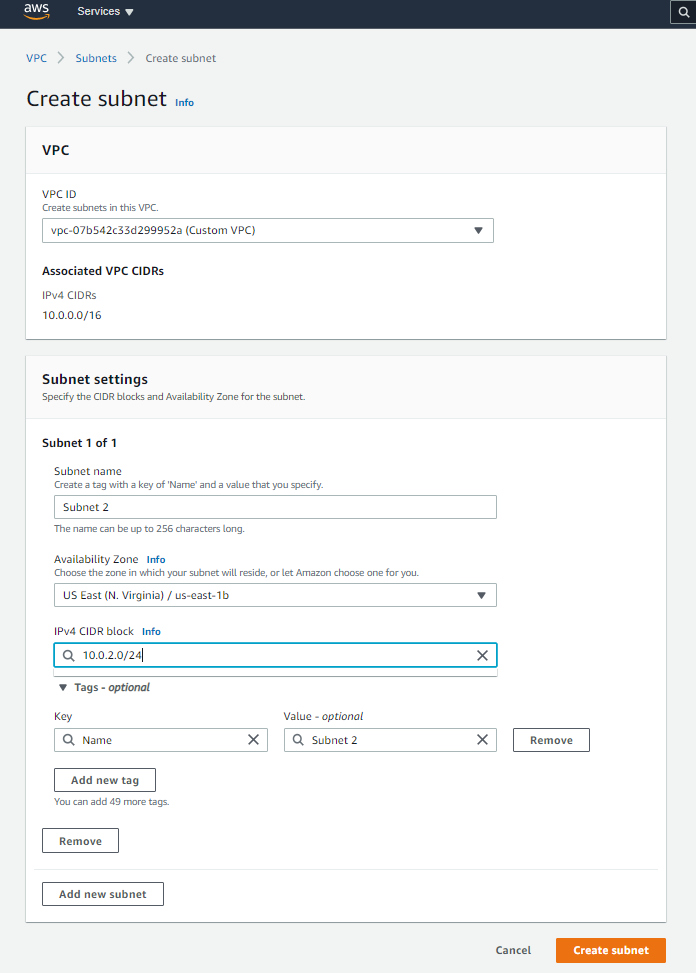 aws
Services ▼
VPC > Subnets > Create subnet
Create subnet Info
VPC
VPC ID
Create subnets in this VPC.
vpc-07b542c33d299952a (Custom VPC)
Associated VPC CIDRs
IPv4 CIDRs
10.0.0.0/16
Subnet settings
Specify the CIDR blocks and Availability Zone for the subnet.
Subnet 1 of 1
Subnet name
Create a tag with a key of 'Name' and a value that you specify.
Subnet 2
The name can be up to 256 characters long.
Availability Zone Info
Choose the zone in which your subnet will reside, or let Amazon choose one for you.
US East (N. Virginia) / us-east-1b
IPv4 CIDR block Info
10.0.2.0/24
▼ Tags - optional
Key Value - optional
Name Subnet 2 Remove
Add new tag
You can add 49 more tags.
Remove
Add new subnet
Cancel Create subnet